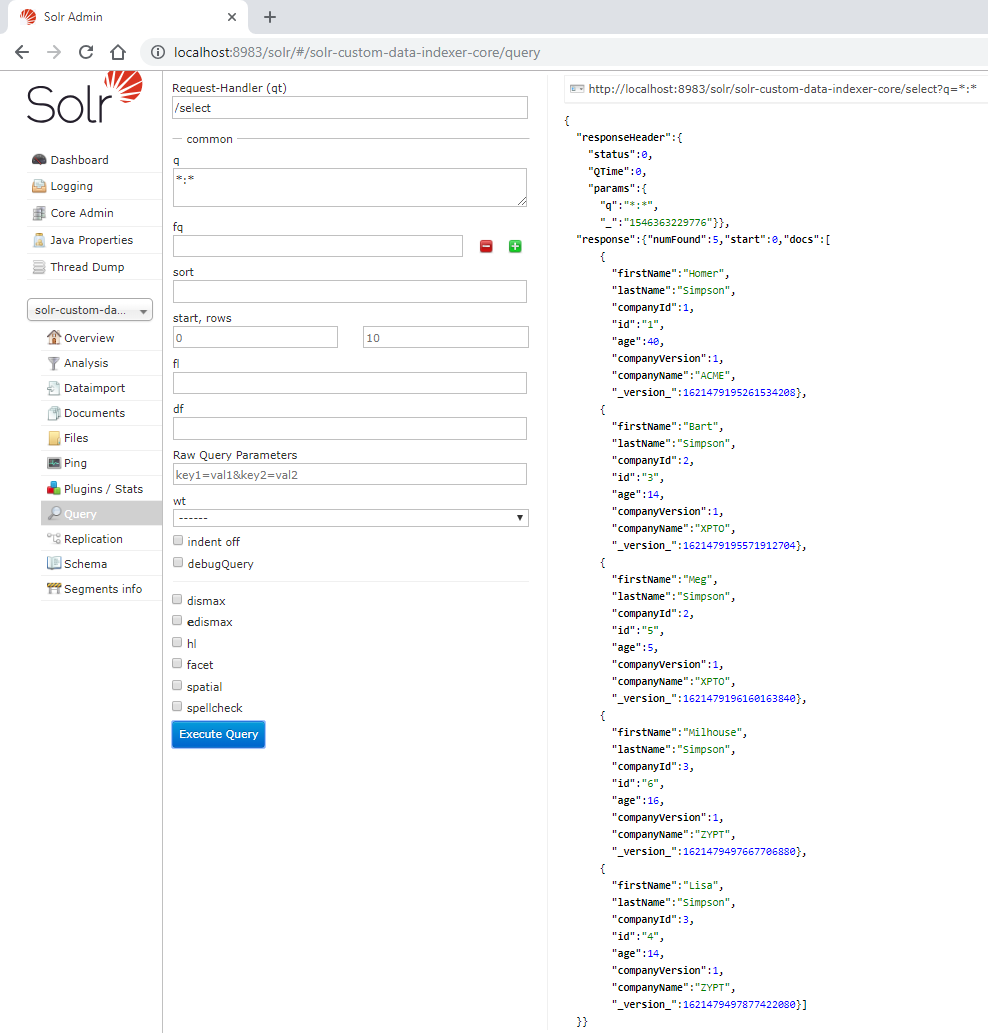 Solr Admin
localhost:8983/solr/#/solr-custom-data-indexer-core/query
Solr
Dashboard
Logging
Core Admin
Java Properties
Thread Dump
solr-custom-da...
Overview
Analysis
Dataimport
Documents
Files
Ping
Plugins / Stats
Query
Replication
Schema
Segments info
Request-Handler (qt)
/select
common
q
*:*
fq
sort
start, rows
0 10
fl
df
Raw Query Parameters
key1=val1&key2=val2
wt
------
indent off
debugQuery
dismax
edismax
hl
facet
spatial
spellcheck
Execute Query
http://localhost:8983/solr/solr-custom-data-indexer-core/select?q=*:*
{
"responseHeader":{
"status":0,
"QTime":0,
"params":{
"q":"*:*",
"_":"1546363229776"}},
"response":{"numFound":5,"start":0,"docs":[
{
"firstName":"Homer",
"lastName":"Simpson",
"companyId":1,
"id":"1",
"age":40,
"companyVersion":1,
"companyName":"ACME",
"_version_":1621479195261534208},
{
"firstName":"Bart",
"lastName":"Simpson",
"companyId":2,
"id":"3",
"age":14,
"companyVersion":1,
"companyName":"XPTO",
"_version_":1621479195571912704},
{
"firstName":"Meg",
"lastName":"Simpson",
"companyId":2,
"id":"5",
"age":5,
"companyVersion":1,
"companyName":"XPTO",
"_version_":1621479196160163840},
{
"firstName":"Milhouse",
"lastName":"Simpson",
"companyId":3,
"id":"6",
"age":16,
"companyVersion":1,
"companyName":"ZYPT",
"_version_":1621479497667706880},
{
"firstName":"Lisa",
"lastName":"Simpson",
"companyId":3,
"id":"4",
"age":14,
"companyVersion":1,
"companyName":"ZYPT",
"_version_":1621479497877422080}]
}}